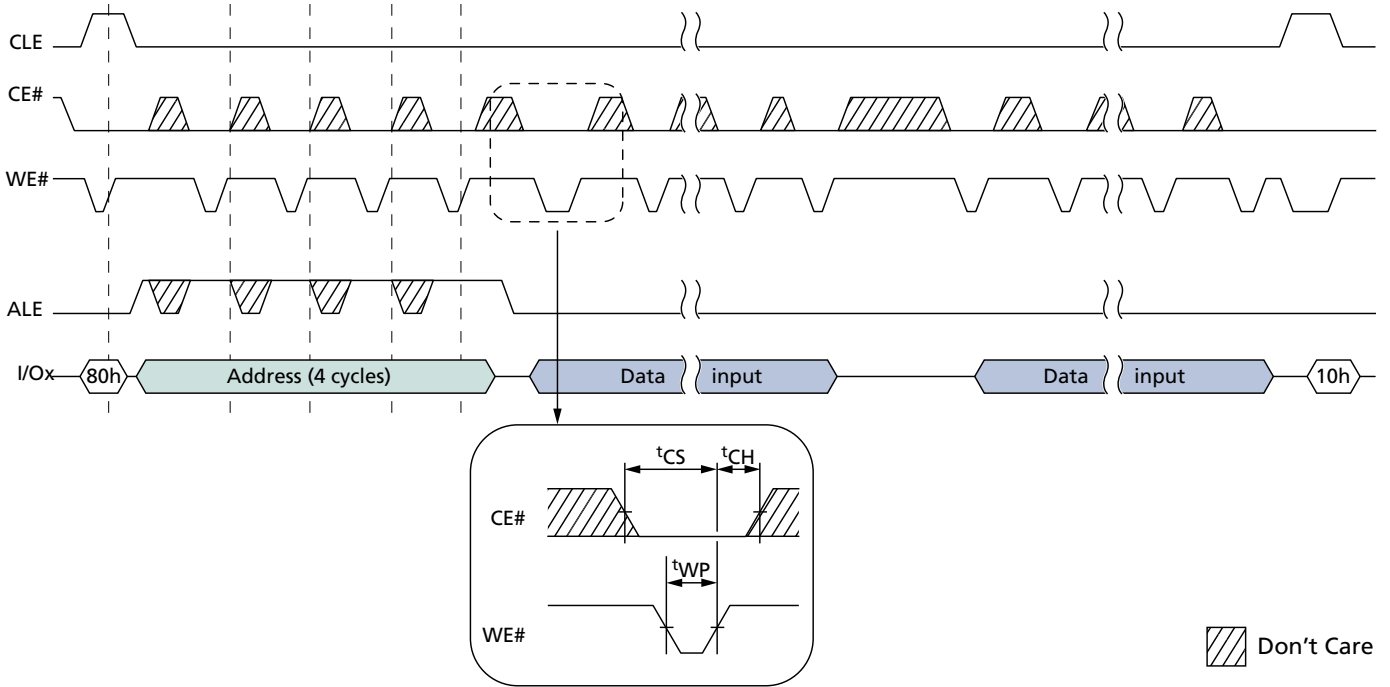 CLE
CE#
WE#
ALE
I/Ox
80h
Address (4 cycles)
Data input
Data input
10h
tCS
tCH
CE#
tWP
WE#
Don't Care